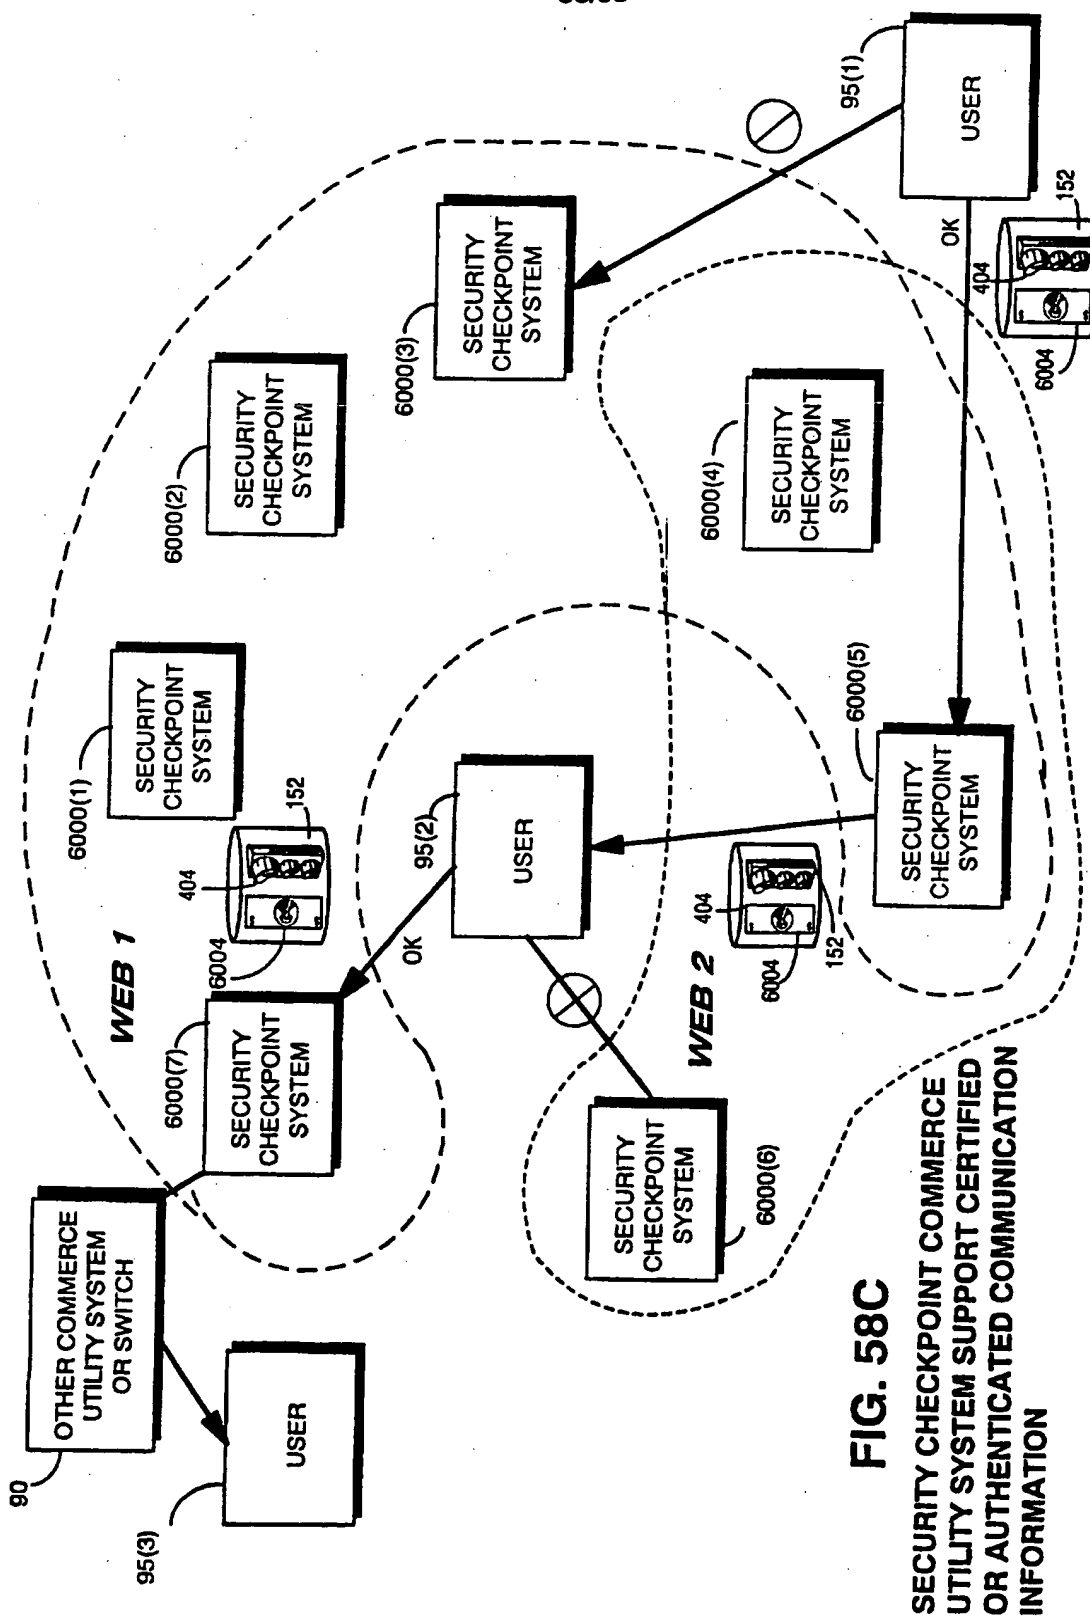 90
OTHER COMMERCE
UTILITY SYSTEM
OR SWITCH
95(3)
USER
WEB 1
6000(7)
SECURITY
CHECKPOINT
SYSTEM
6004
404
152
6000(1)
SECURITY
CHECKPOINT
SYSTEM
6000(2)
SECURITY
CHECKPOINT
SYSTEM
6000(3)
SECURITY
CHECKPOINT
SYSTEM
OK
95(2)
USER
6000(6)
SECURITY
CHECKPOINT
SYSTEM
WEB 2
404
6004
152
6000(4)
SECURITY
CHECKPOINT
SYSTEM
6000(5)
SECURITY
CHECKPOINT
SYSTEM
95(1)
USER
OK
404
152
6004
FIG. 58C
SECURITY CHECKPOINT COMMERCE
UTILITY SYSTEM SUPPORT CERTIFIED
OR AUTHENTICATED COMMUNICATION
INFORMATION